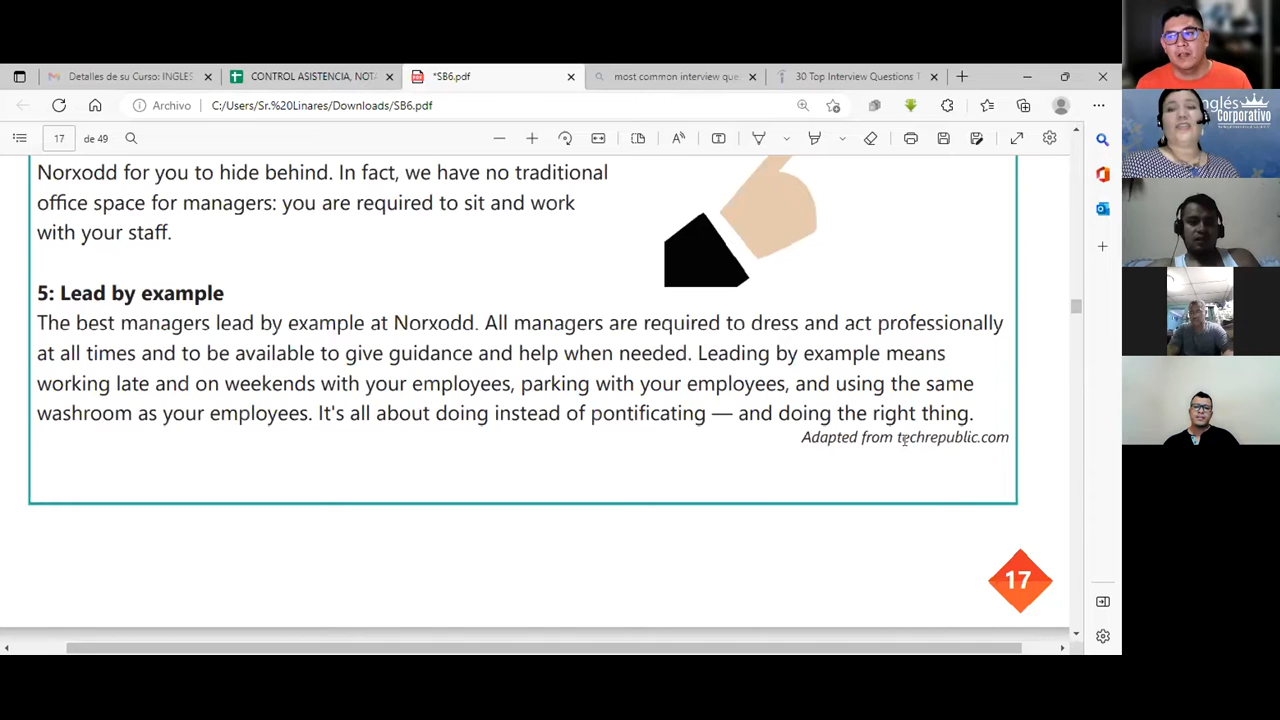 Detalles de su Curso: INGLES
CONTROL ASISTENCIA, NOT
*SB6.pdf
most common interview que
30 Top Interview Questions T
Archivo
C:/Users/Sr.%20Linares/Downloads/SB6.pdf
17 de 49
Norxodd for you to hide behind. In fact, we have no traditional
office space for managers: you are required to sit and work
with your staff.
5: Lead by example
The best managers lead by example at Norxodd. All managers are required to dress and act professionally
at all times and to be available to give guidance and help when needed. Leading by example means
working late and on weekends with your employees, parking with your employees, and using the same
washroom as your employees. It's all about doing instead of pontificating — and doing the right thing.
Adapted from techrepublic.com
17
Inglés
Corporativo